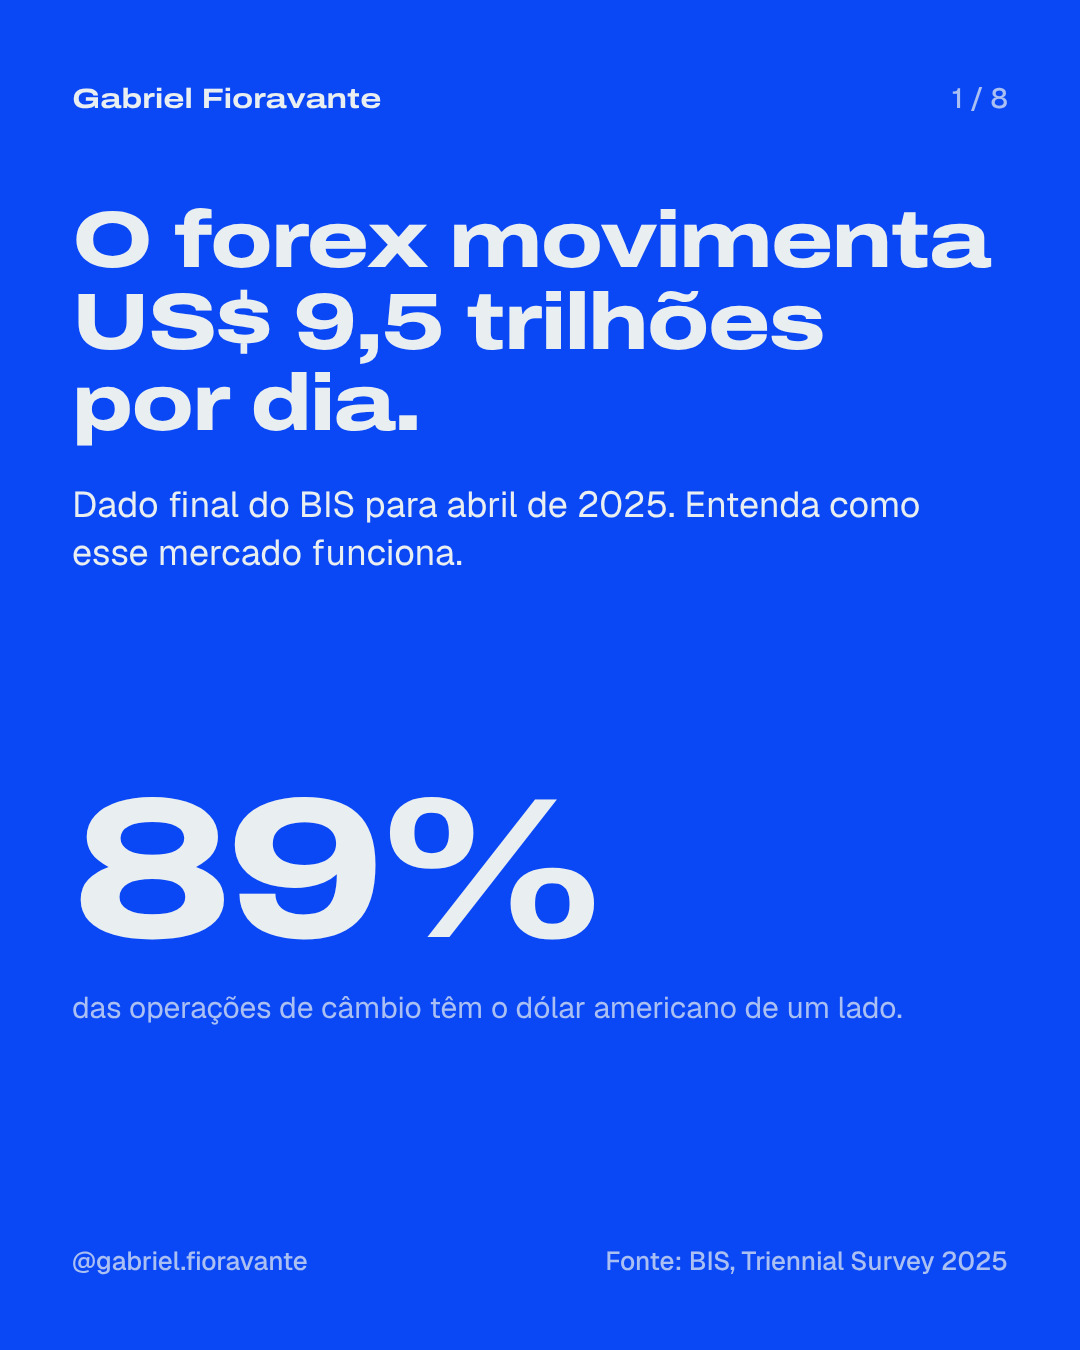 Gabriel Fioravante
1 / 8
O forex movimenta
US$ 9,5 trilhões
por dia.
Dado final do BIS para abril de 2025. Entenda como
esse mercado funciona.
89%
das operações de câmbio têm o dólar americano de um lado.
@gabriel.fioravante
Fonte: BIS, Triennial Survey 2025